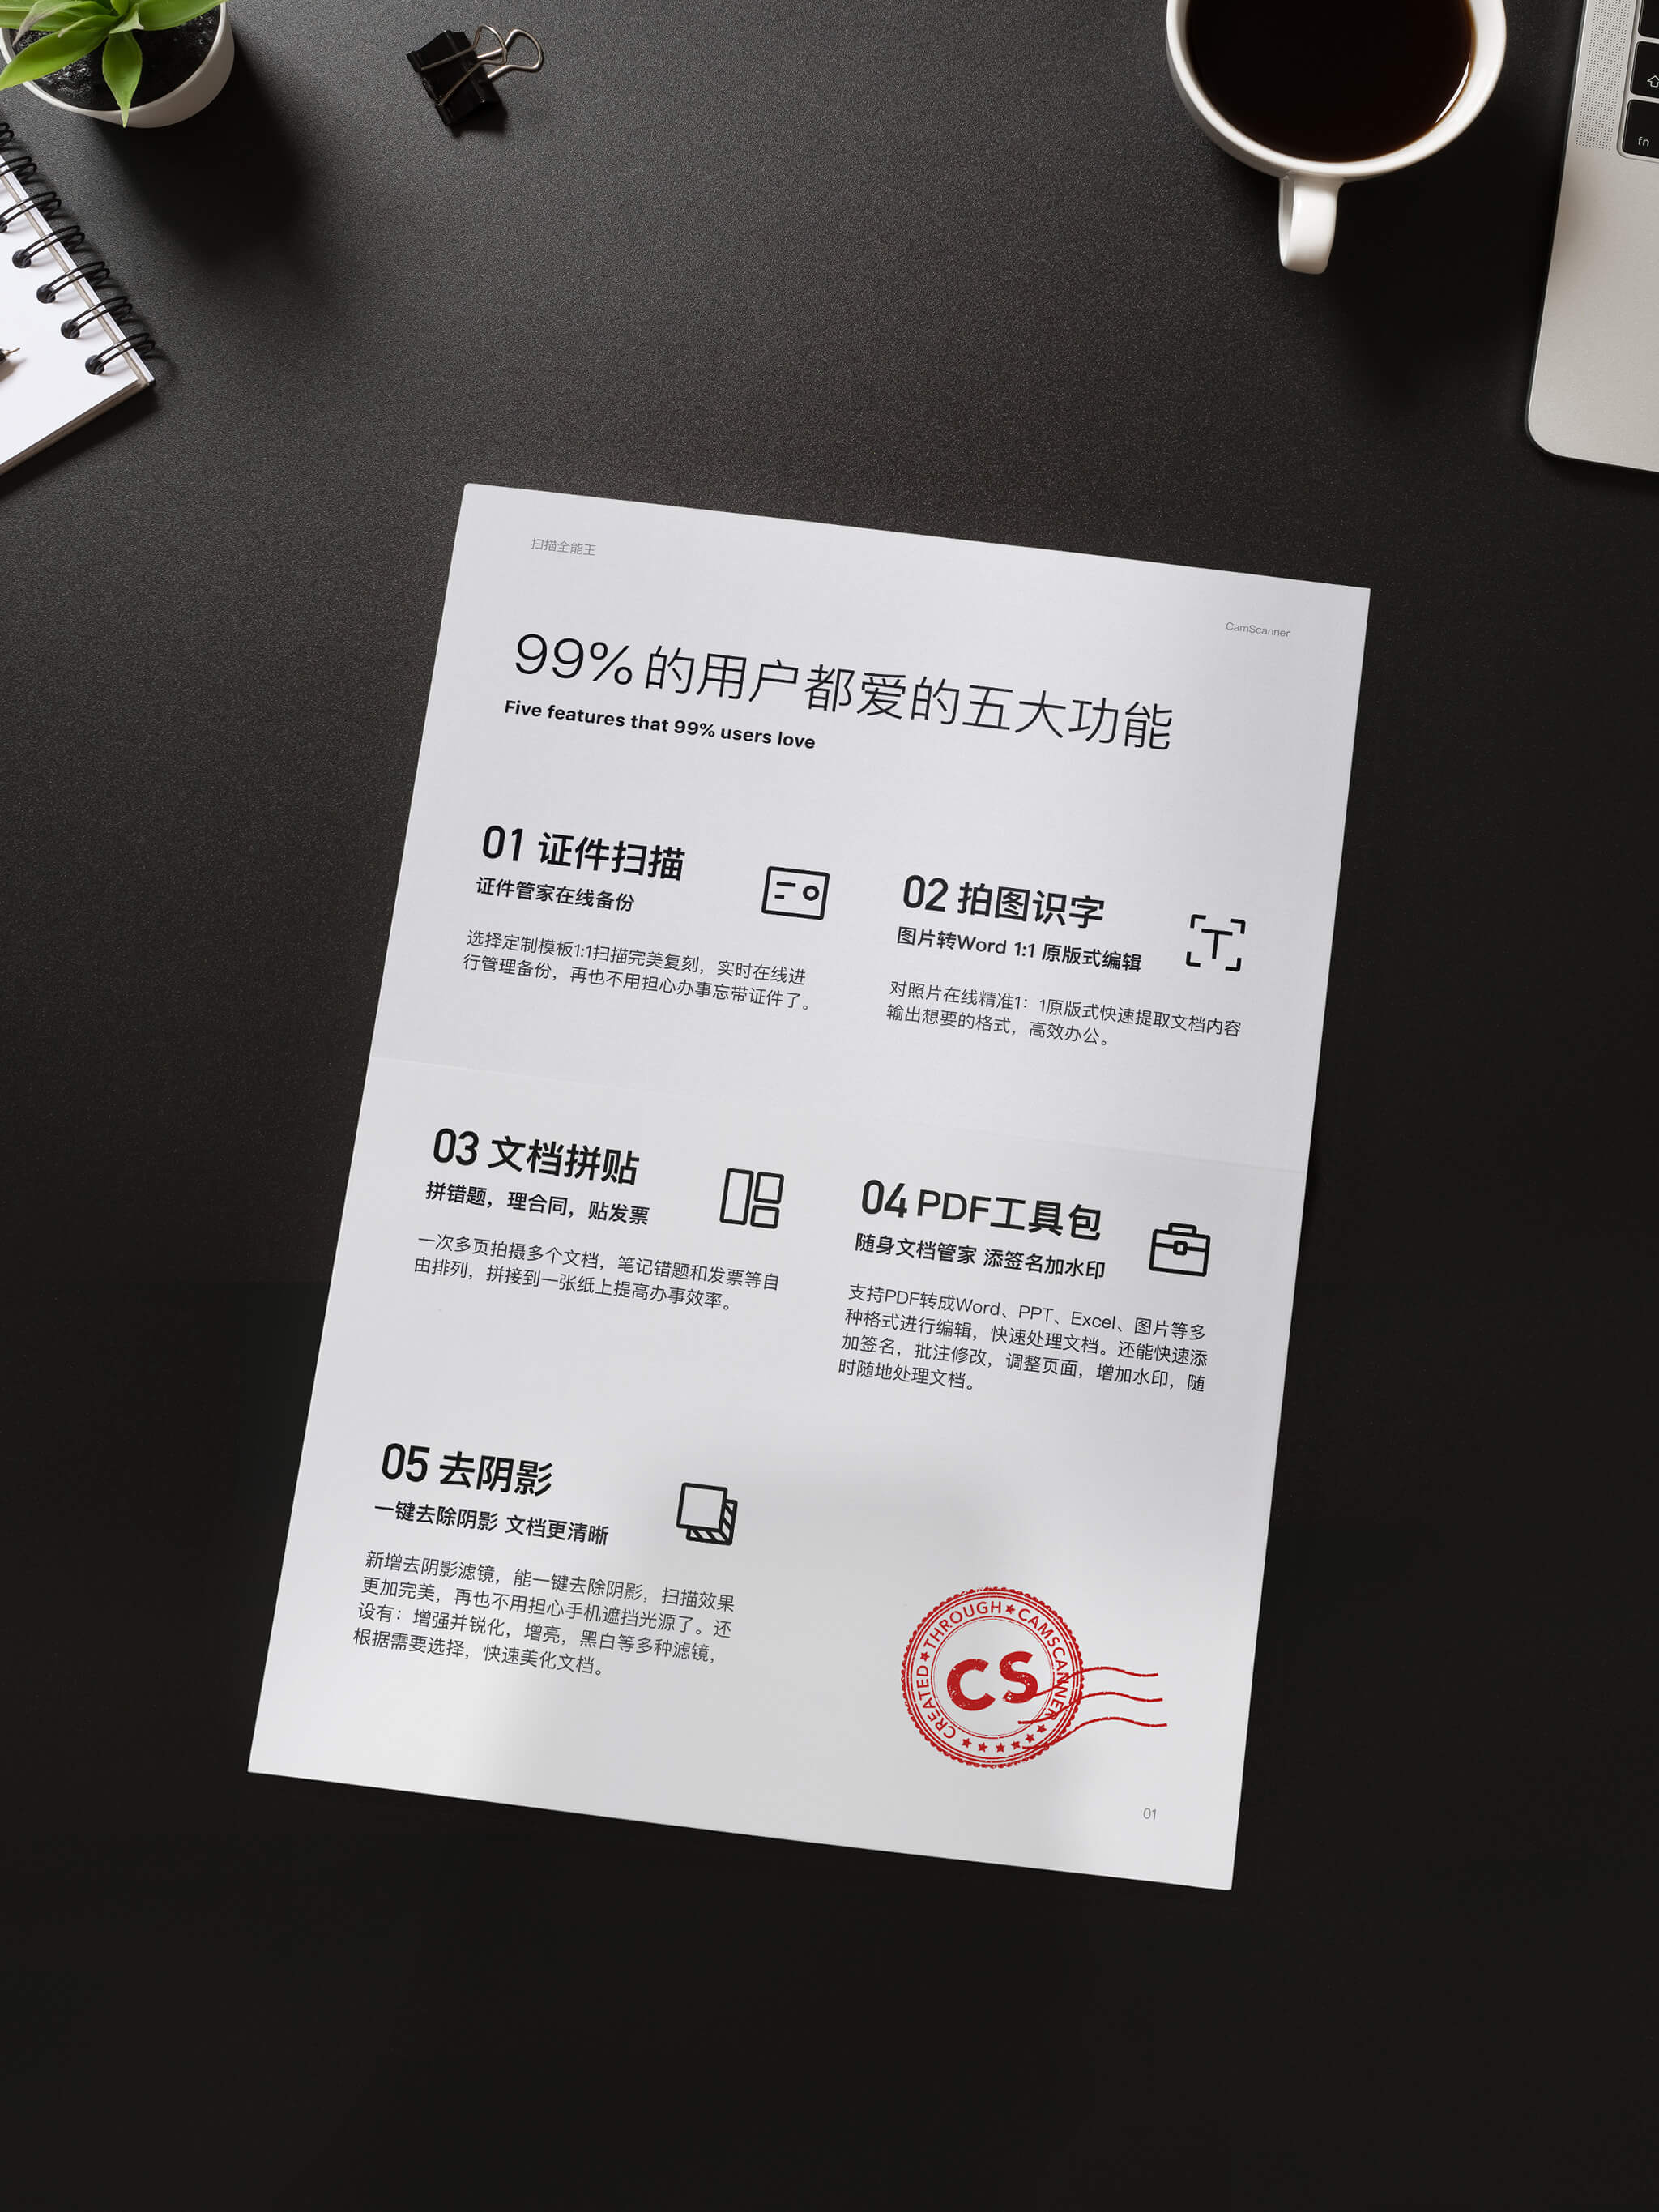 fn
扫描全能王
CamScanner
99%的用户都爱的五大功能
Five features that 99% users love
01 证件扫描
证件管家在线备份
选择定制模板1:1扫描完美复刻，实时在线进
行管理备份，再也不用担心办事忘带证件了。
02 拍图识字
图片转Word 1:1 原版式编辑
T
对照片在线精准1：1原版式快速提取文档内容
输出想要的格式，高效办公。
03 文档拼贴
拼错题，理合同，贴发票
一次多页拍摄多个文档，笔记错题和发票等自
由排列，拼接到一张纸上提高办事效率。
04 PDF工具包
随身文档管家 添签名加水印
支持PDF转成Word、PPT、Excel、图片等多
种格式进行编辑，快速处理文档。还能快速添
加签名，批注修改，调整页面，增加水印，随
时随地处理文档。
05 去阴影
一键去除阴影 文档更清晰
新增去阴影滤镜，能一键去除阴影，扫描效果
更加完美，再也不用担心手机遮挡光源了。还
设有：增强并锐化，增亮，黑白等多种滤镜，
根据需要选择，快速美化文档。
CREATED★THROUGH★CAMSCANNER
CS
01